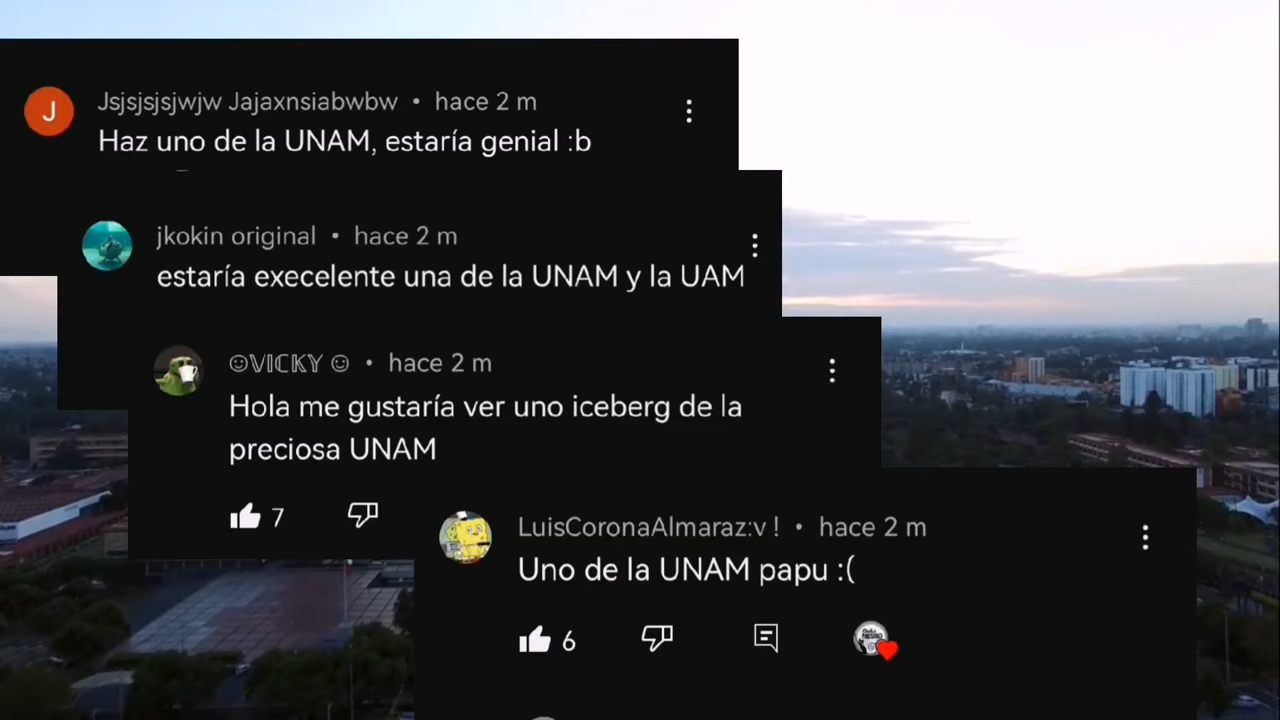 J
Jsjsjsjsjwjw Jajaxnsiabwbw • hace 2 m
Haz uno de la UNAM, estaría genial :b
jkokin original • hace 2 m
estaría execelente una de la UNAM y la UAM
☺𝕍𝕀ℂ𝕂𝕐☺ • hace 2 m
Hola me gustaría ver uno iceberg de la
preciosa UNAM
7
LuisCoronaAlmaraz:v ! • hace 2 m
Uno de la UNAM papu :(
6